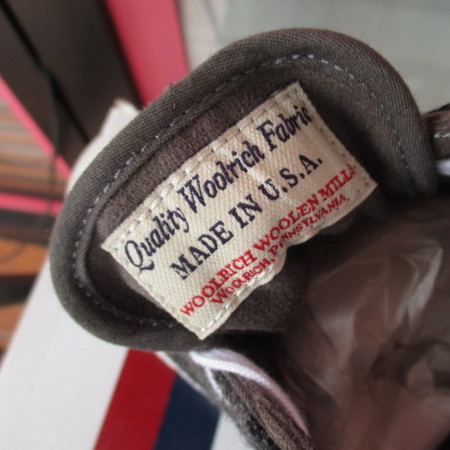 Quality Woolrich Fabric
MADE IN U.S.A.
WOOLRICH WOOLEN MILLS
WOOLRICH, PENNSYLVANIA.